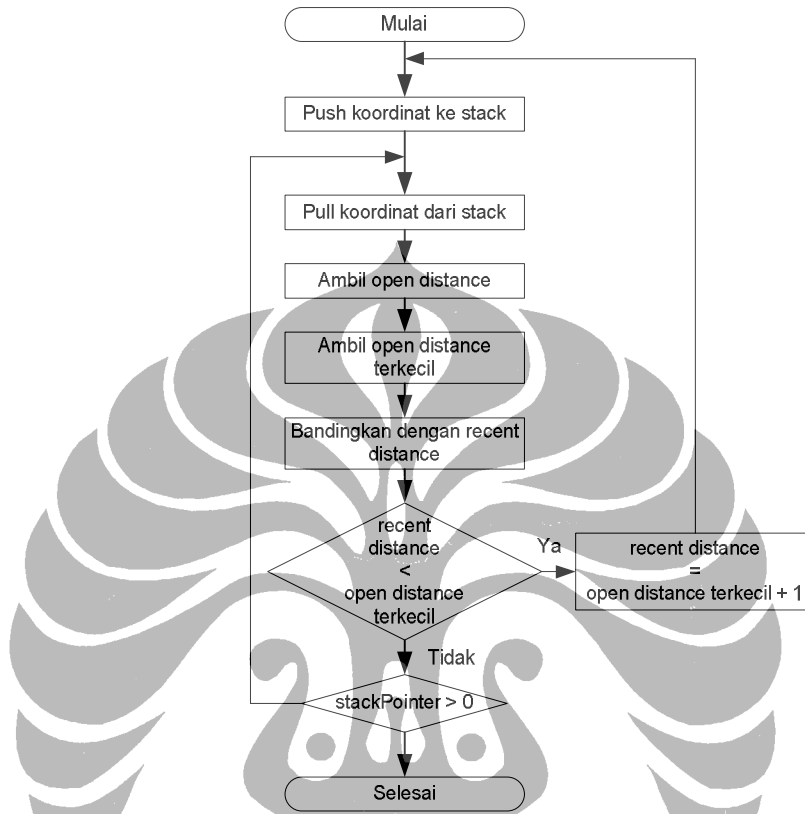 Mulai
Push koordinat ke stack
Pull koordinat dari stack
Ambil open distance
Ambil open distance
terkecil
Bandingkan dengan recent
distance
recent
distance
<
open distance
terkecil
Ya
recent distance
=
open distance terkecil + 1
Tidak
stackPointer > 0
Selesai